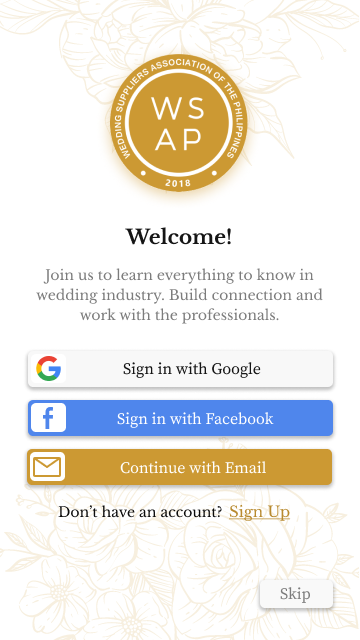 WEDDING SUPPLIERS ASSOCIATION OF THE PHILIPPINES
WS
AP
2018
Welcome!
Join us to learn everything to know in
wedding industry. Build connection and
work with the professionals.
Sign in with Google
Sign in with Facebook
Continue with Email
Don’t have an account? Sign Up
Skip